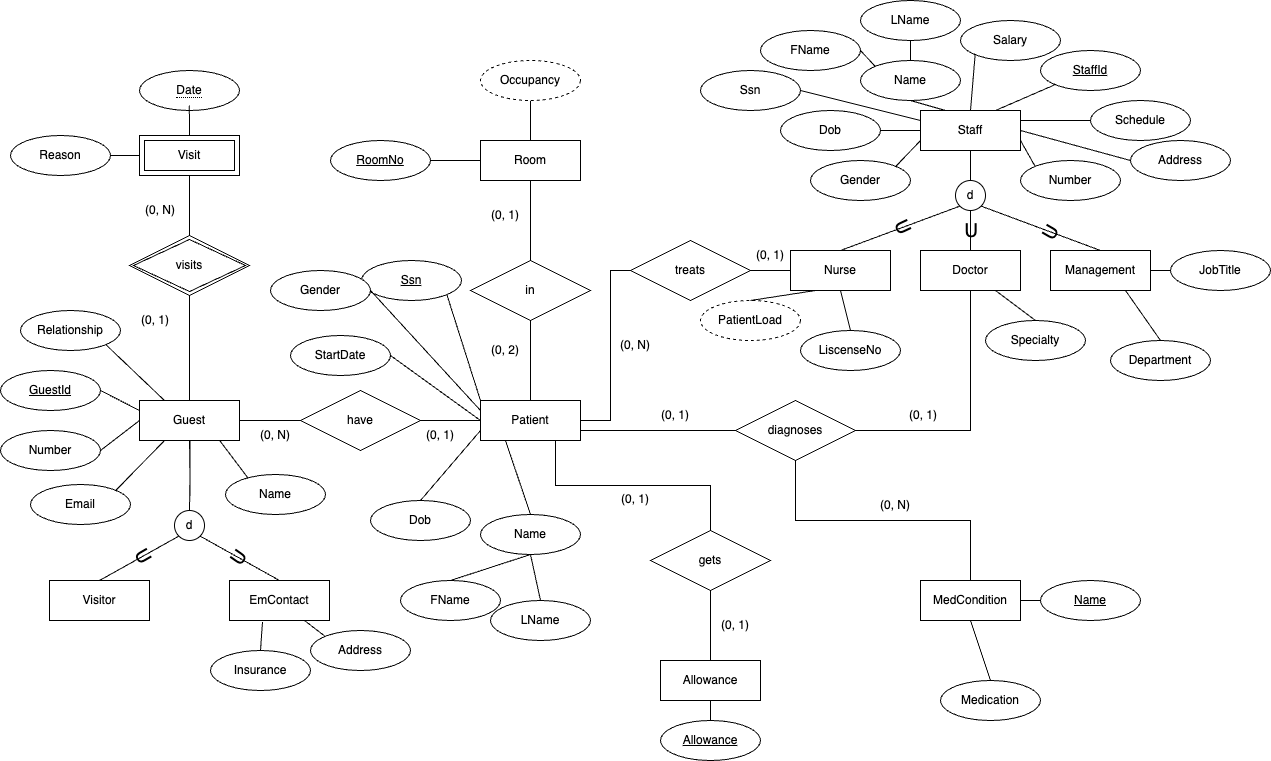 LName
FName
Salary
Date
Occupancy
Name
StaffId
Ssn
Reason
Visit
RoomNo
Room
Dob
Staff
Schedule
Address
Gender
Number
d
(0, N)
(0, 1)
visits
Gender
Ssn
in
treats
(0, 1)
Nurse
Doctor
Management
JobTitle
(0, 1)
Relationship
StartDate
(0, 2)
(0, N)
PatientLoad
LiscenseNo
Specialty
Department
GuestId
Guest
have
Patient
(0, N)
(0, 1)
(0, 1)
diagnoses
(0, 1)
Number
Email
Name
Dob
Name
(0, 1)
(0, N)
d
gets
Visitor
EmContact
FName
LName
(0, 1)
MedCondition
Name
Insurance
Address
Allowance
Medication
Allowance